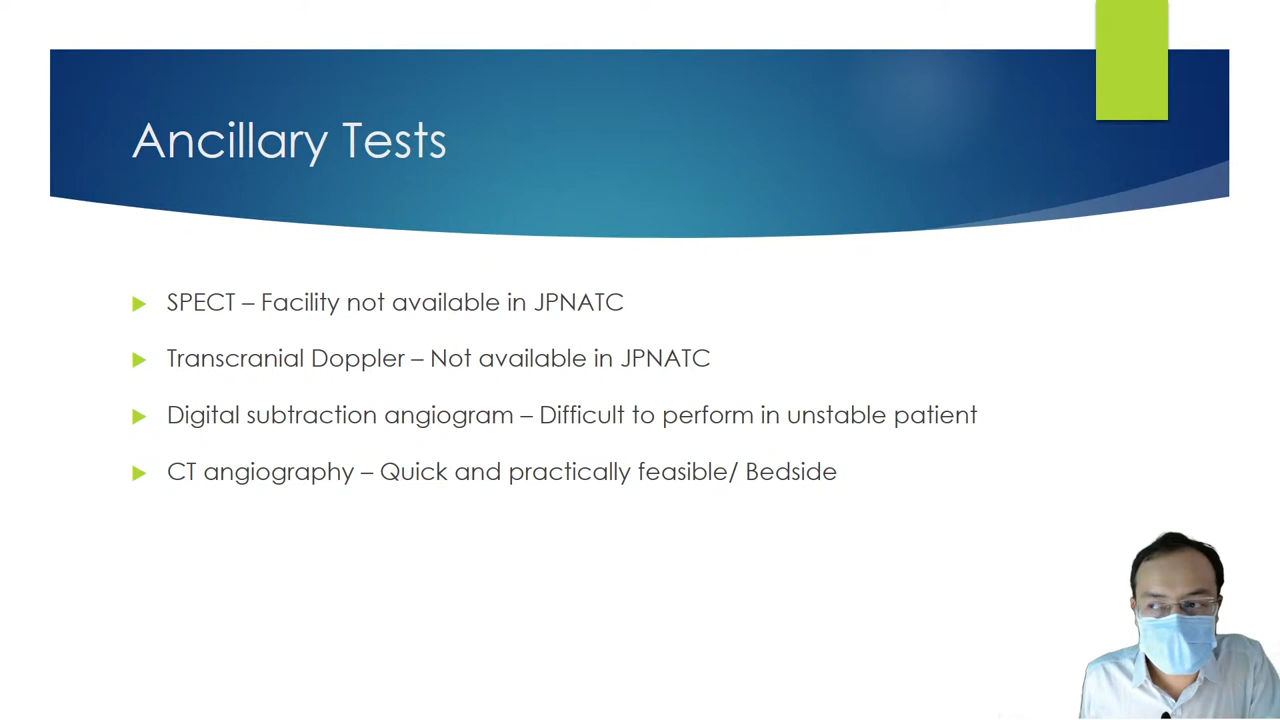 Ancillary Tests
SPECT – Facility not available in JPNATC
Transcranial Doppler – Not available in JPNATC
Digital subtraction angiogram – Difficult to perform in unstable patient
CT angiography – Quick and practically feasible/ Bedside